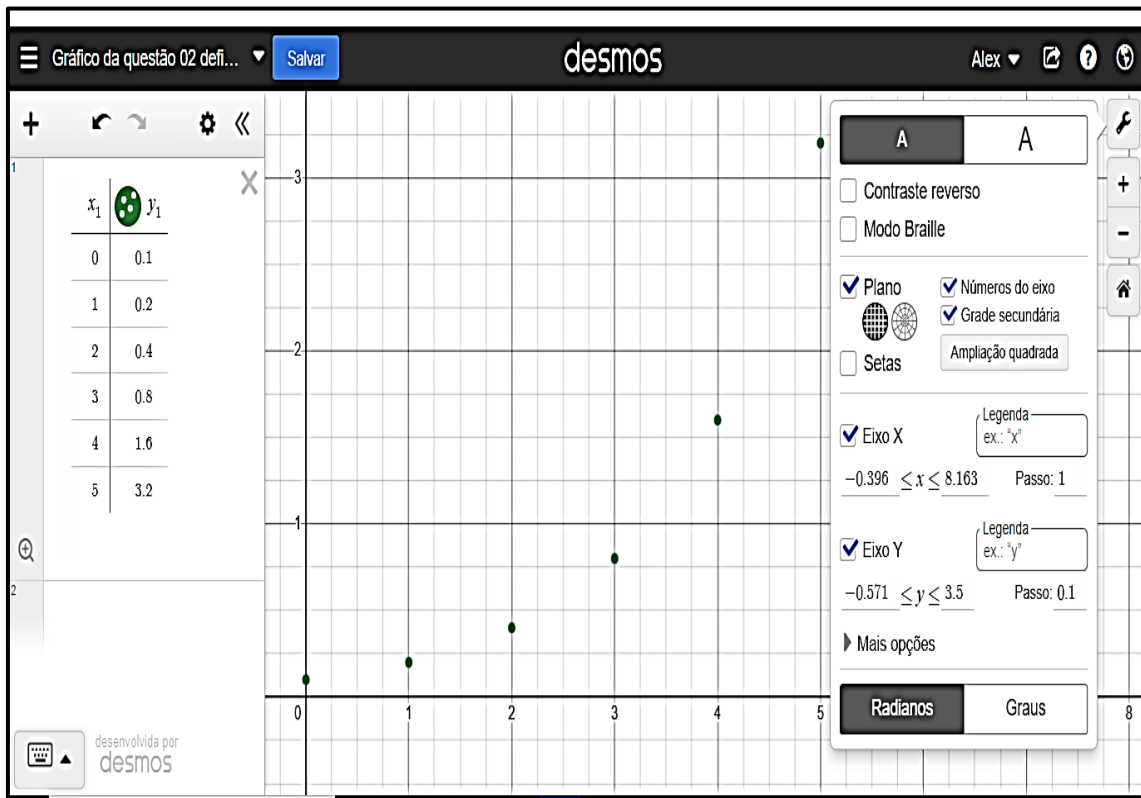 Gráfico da questão 02 defi... Salvar desmos Alex
1
x₁ y₁
0 0.1
1 0.2
2 0.4
3 0.8
4 1.6
5 3.2
2
desenvolvida por
desmos
3
2
1
0 1 2 3 4 5 8
A A
Contraste reverso
Modo Braille
Plano
Números do eixo
Grade secundária
Setas
Ampliação quadrada
Eixo X
Legenda
ex.: "x"
−0.396 ≤ x ≤ 8.163 Passo: 1
Eixo Y
Legenda
ex.: "y"
−0.571 ≤ y ≤ 3.5 Passo: 0.1
Mais opções
Radianos Graus